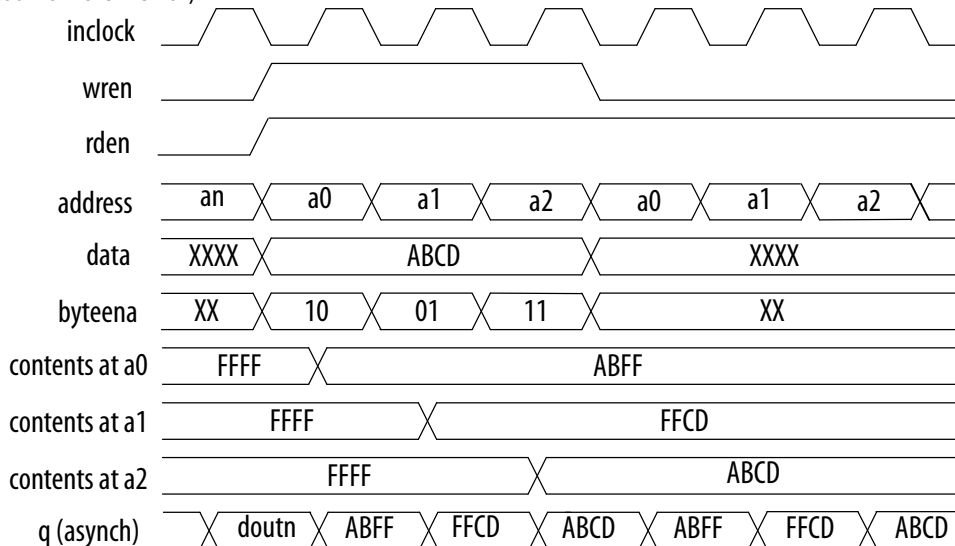 inclock
wren
rden
address an a0 a1 a2 a0 a1 a2
data XXXX ABCD XXXX
byteena XX 10 01 11 XX
contents at a0 FFFF ABFF
contents at a1 FFFF FFCD
contents at a2 FFFF ABCD
q (asynch) doutn ABFF FFCD ABCD ABFF FFCD ABCD